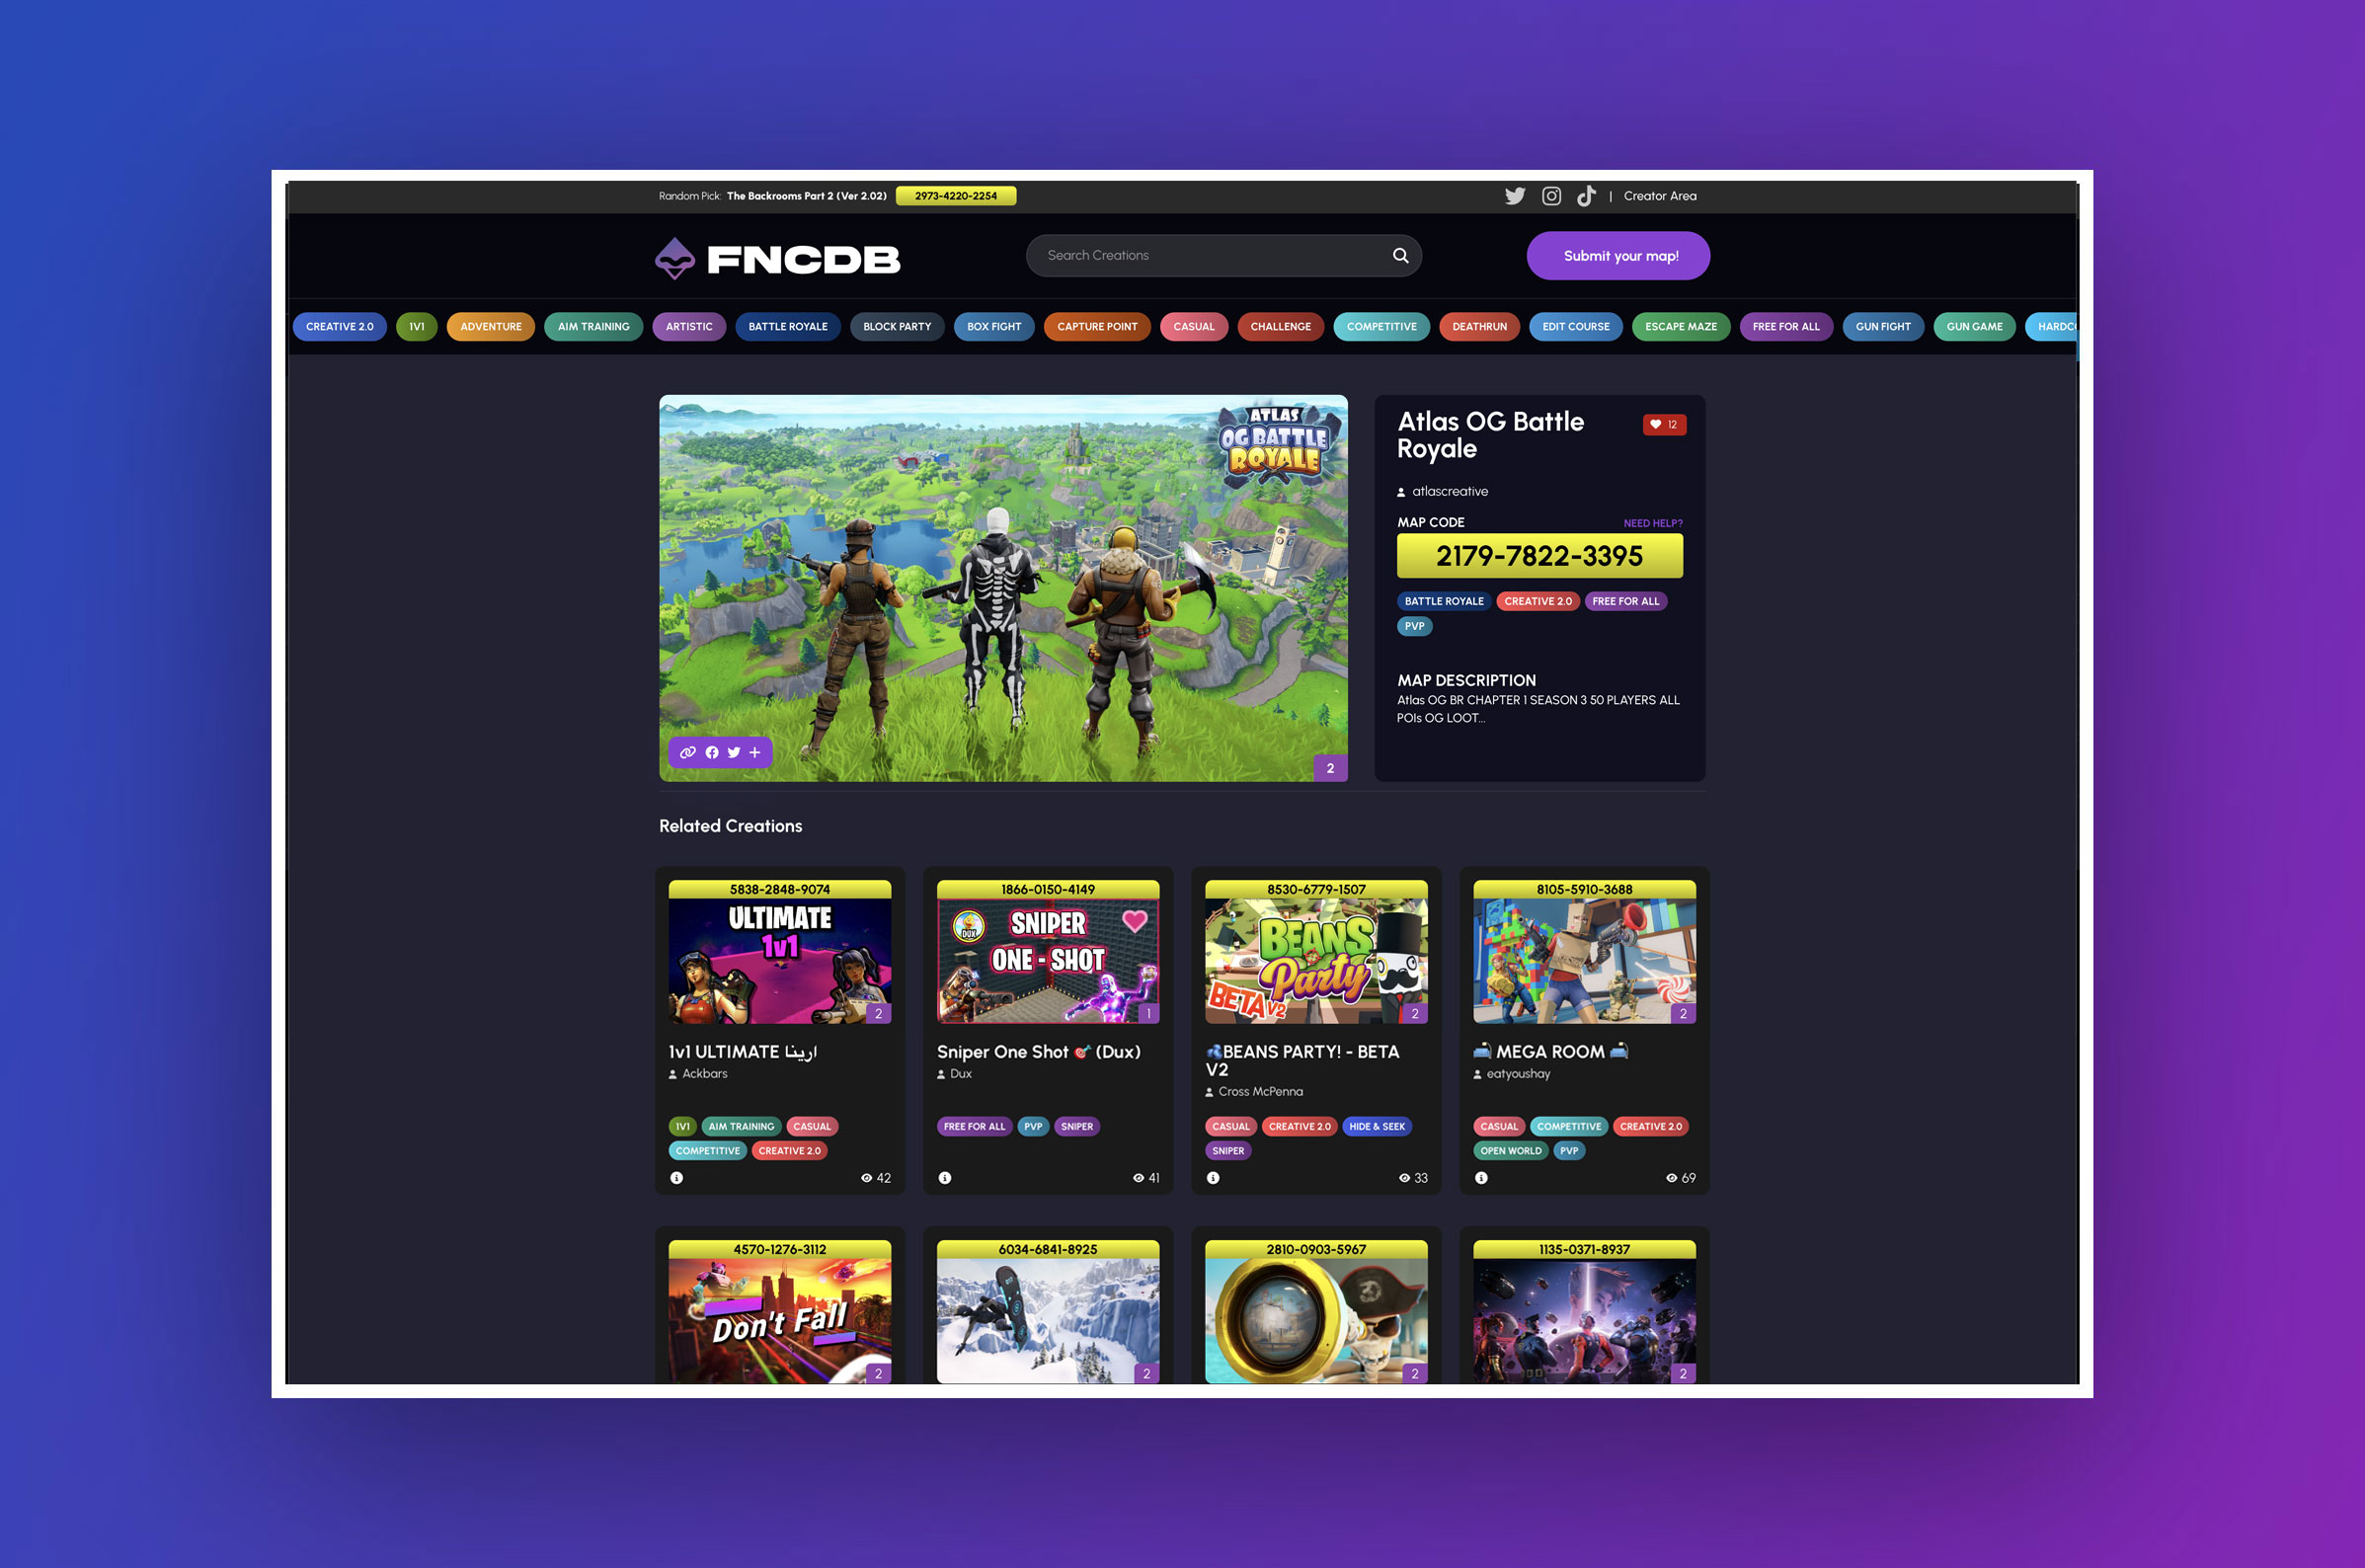 Random Pick: The Backrooms Part 2 (Ver 2.02) 2973-4220-2254 | Creator Area
FNCDB Search Creations Submit your map!
CREATIVE 2.0 1V1 ADVENTURE AIM TRAINING ARTISTIC BATTLE ROYALE BLOCK PARTY BOX FIGHT CAPTURE POINT CASUAL CHALLENGE COMPETITIVE DEATHRUN EDIT COURSE ESCAPE MAZE FREE FOR ALL GUN FIGHT GUN GAME HARDC
ATLAS
OG BATTLE
ROYALE
2
Atlas OG Battle
Royale
12
atlascreative
MAP CODE NEED HELP?
2179-7822-3395
BATTLE ROYALE CREATIVE 2.0 FREE FOR ALL
PVP
MAP DESCRIPTION
Atlas OG BR CHAPTER 1 SEASON 3 50 PLAYERS ALL
POIs OG LOOT...
Related Creations
5838-2848-9074
ULTIMATE
1v1
2
1v1 ULTIMATE ارينا
Ackbars
1V1 AIM TRAINING CASUAL
COMPETITIVE CREATIVE 2.0
42
1866-0150-4149
DUX
SNIPER
ONE - SHOT
1
Sniper One Shot 🎯 (Dux)
Dux
FREE FOR ALL PVP SNIPER
41
8530-6779-1507
BEANS
Party
BETA V2
2
🫐BEANS PARTY! - BETA
V2
Cross McPenna
CASUAL CREATIVE 2.0 HIDE & SEEK
SNIPER
33
8105-5910-3688
2
🛋️ MEGA ROOM 🛋️
eatyoushay
CASUAL COMPETITIVE CREATIVE 2.0
OPEN WORLD PVP
69
4570-1276-3112
Don't Fall
2
6034-6841-8925
2
2810-0903-5967
2
1135-0371-8937
2